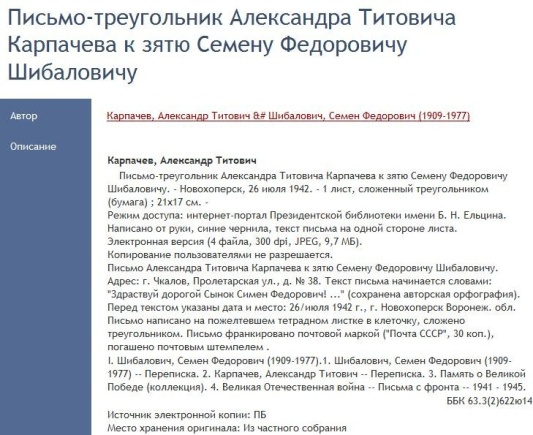 Письмо-треугольник Александра Титовича
Карпачева к зятю Семену Федоровичу
Шибаловичу
Автор
Карпачев, Александр Титович &# Шибалович, Семен Федорович (1909-1977)
Описание
Карпачев, Александр Титович
Письмо-треугольник Александра Титовича Карпачева к зятю Семену Федоровичу
Шибаловичу. - Новохоперск, 26 июля 1942. - 1 лист, сложенный треугольником
(бумага) ; 21х17 см. -
Режим доступа: интернет-портал Президентской библиотеки имени Б. Н. Ельцина.
Написано от руки, синие чернила, текст письма на одной стороне листа.
Электронная версия (4 файла, 300 dpi, JPEG, 9,7 МБ).
Копирование пользователями не разрешается.
Письмо Александра Титовича Карпачева к зятю Семену Федоровичу Шибаловичу.
Адрес: г. Чкалов, Пролетарская ул., д. № 38. Текст письма начинается словами:
"Здраствуй дорогой Сынок Симен Федорович! ..." (сохранена авторская орфография).
Перед текстом указаны дата и место: 26/июля 1942 г., г. Новохоперск Воронеж. обл.
Письмо написано на пожелтевшем тетрадном листке в клеточку, сложено
треугольником. Письмо франкировано почтовой маркой ("Почта СССР", 30 коп.),
погашено почтовым штемпелем .
I. Шибалович, Семен Федорович (1909-1977).1. Шибалович, Семен Федорович (1909-
1977) -- Переписка. 2. Карпачев, Александр Титович -- Переписка. 3. Память о Великой
Победе (коллекция). 4. Великая Отечественная война -- Письма с фронта -- 1941 - 1945.
ББК 63.3(2)622ю14
Источник электронной копии: ПБ
Место хранения оригинала: Из частного собрания